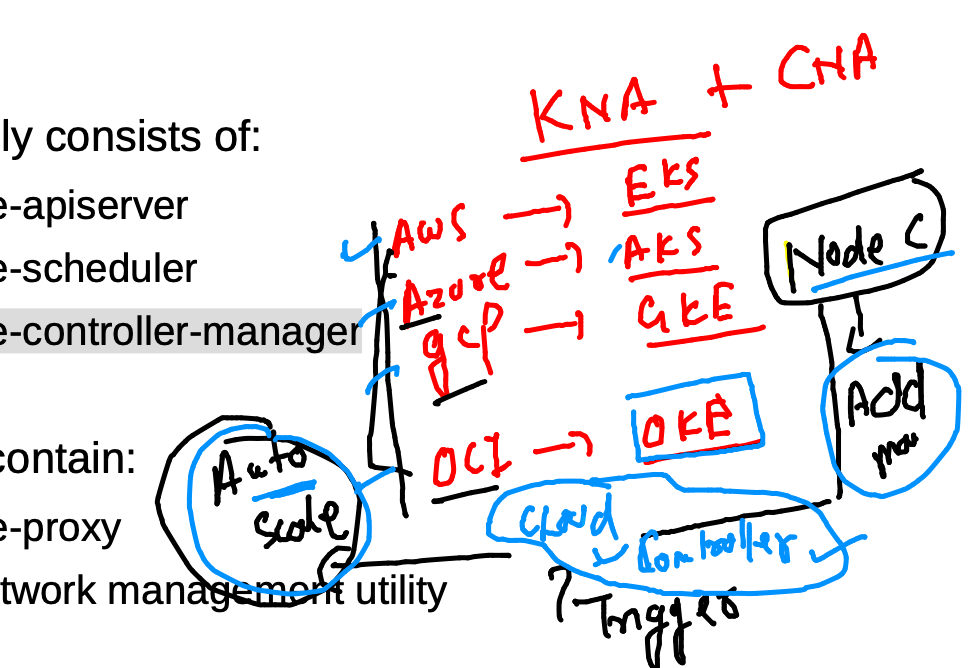 KNA + CNA
ly consists of:
EKS
e-apiserver
AWS →
Node C
AKS
e-scheduler
Azure →
GKE
e-controller-manager
gcp →
Add
OKE
OCI →
contain:
Auto
scale
Cloud
e-proxy
Controller
twork management utility
? Trigger